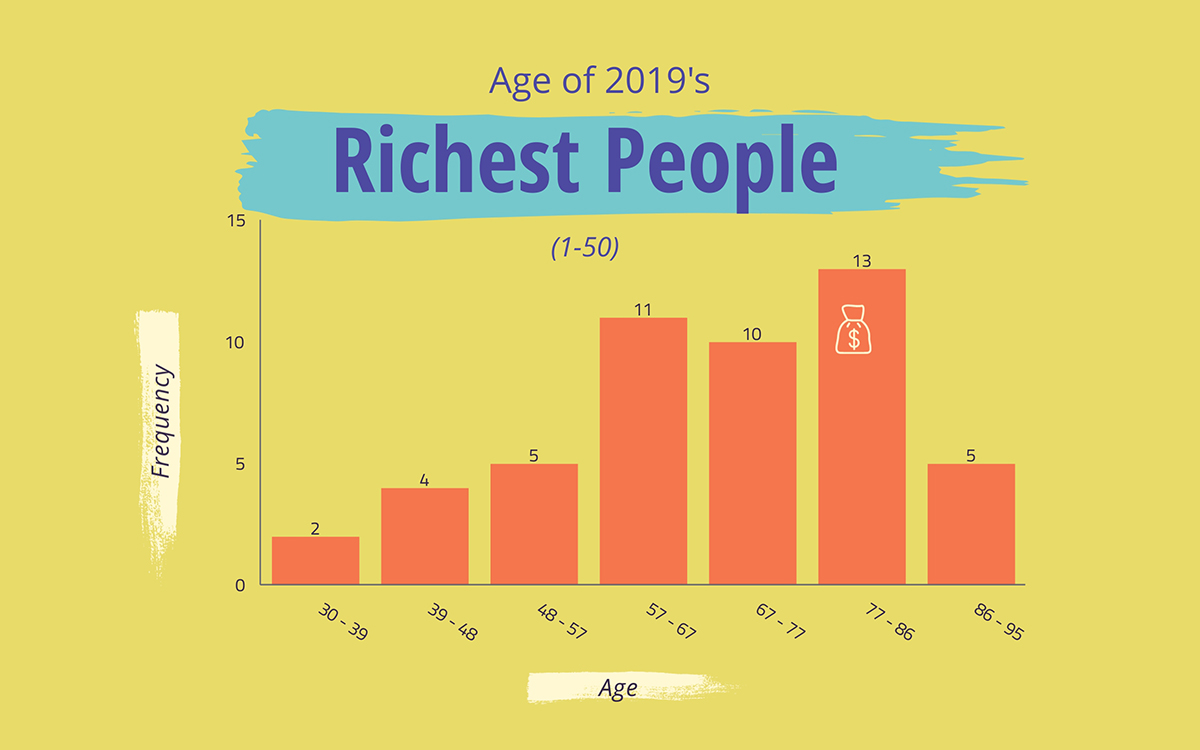 Age of 2019's
Richest People
(1-50)
15
10
5
0
Frequency
2
4
5
11
10
13
$
5
30 - 39
39 - 48
48 - 57
57 - 67
67 - 77
77 - 86
86 - 95
Age